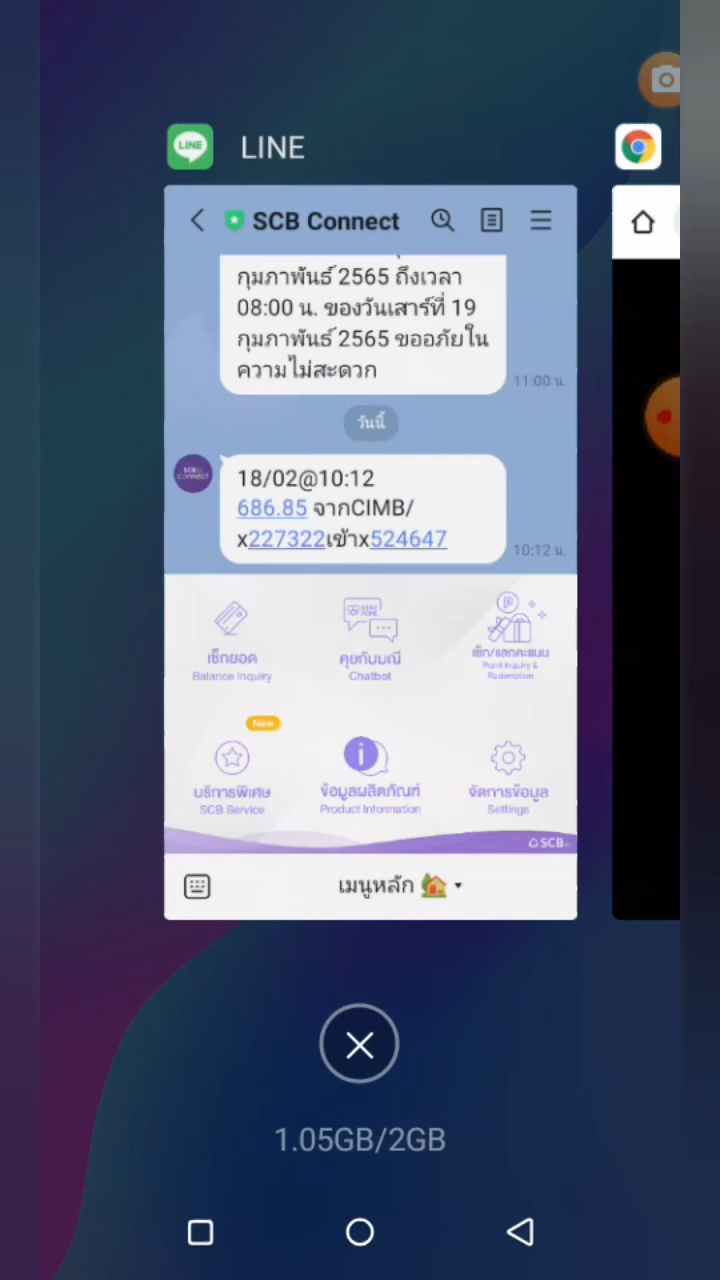 LINE
SCB Connect
กุมภาพันธ์ 2565 ถึงเวลา
08:00 น. ของวันเสาร์ที่ 19
กุมภาพันธ์ 2565 ขออภัยใน
ความไม่สะดวก
11:00 น.
วันนี้
18/02@10:12
686.85 จากCIMB/
x227322เข้าx524647
10:12 น.
เช็กยอด
Balance Inquiry
คุยกับมณี
Chatbot
เช็ก/แลกคะแนน
Point Inquiry &
Redemption
New
บริการพิเศษ
SCB Service
ข้อมูลผลิตภัณฑ์
Product Information
จัดการข้อมูล
Settings
SCB
เมนูหลัก
1.05GB/2GB